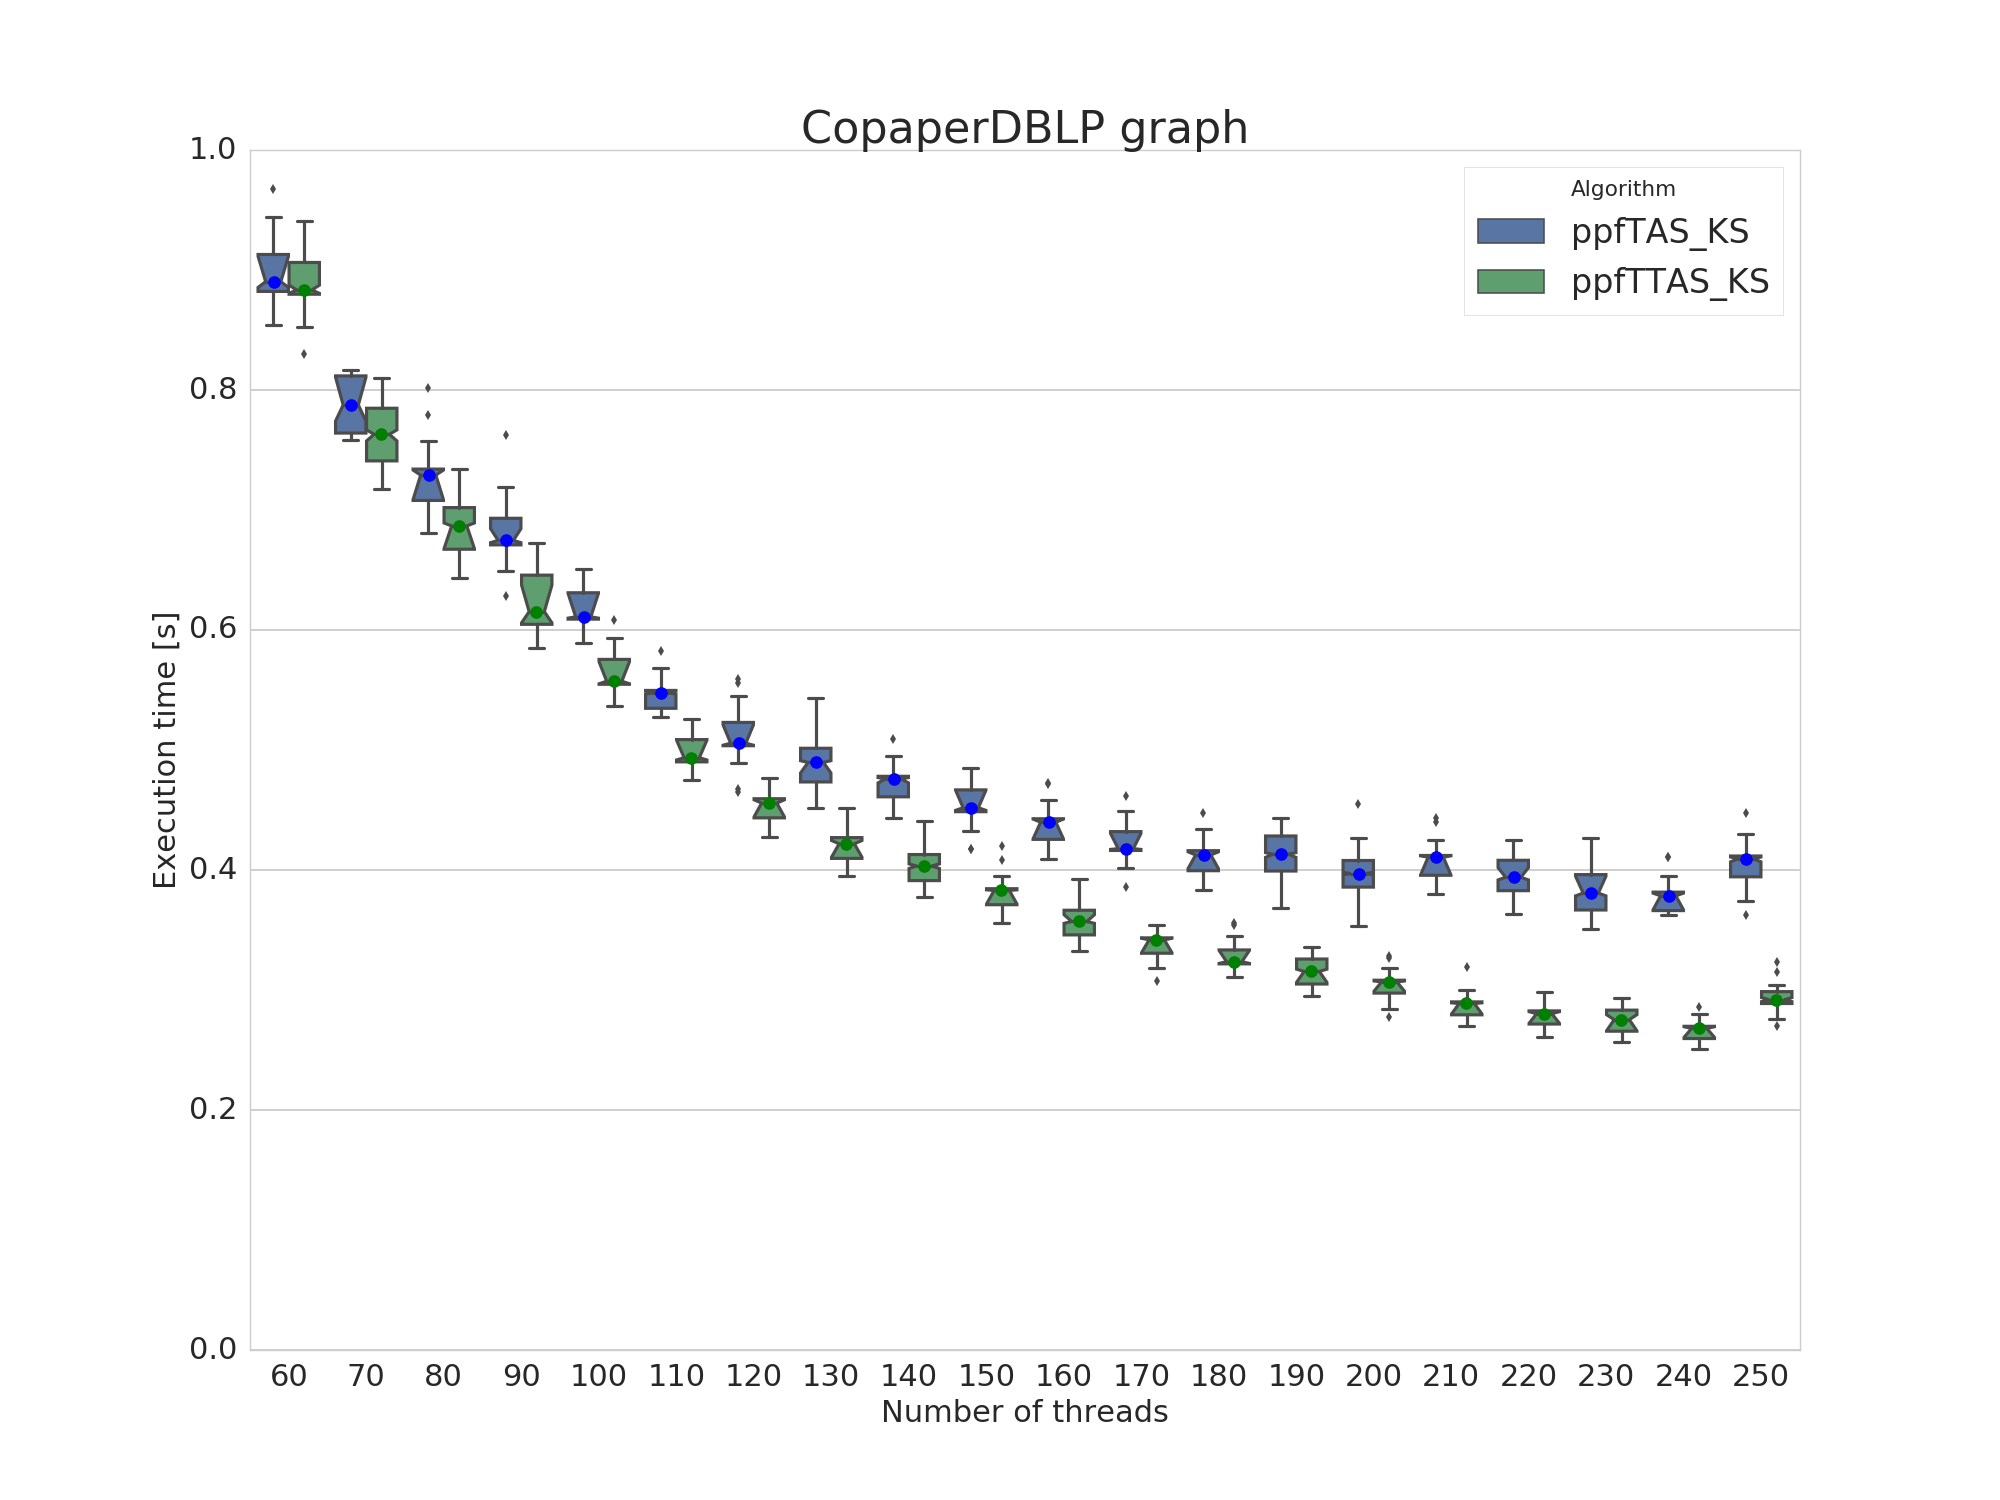 CopaperDBLP graph
1.0
0.8
0.6
0.4
0.2
0.0
Execution time [s]
Algorithm
ppfTAS_KS
ppfTTAS_KS
60 70 80 90 100 110 120 130 140 150 160 170 180 190 200 210 220 230 240 250
Number of threads